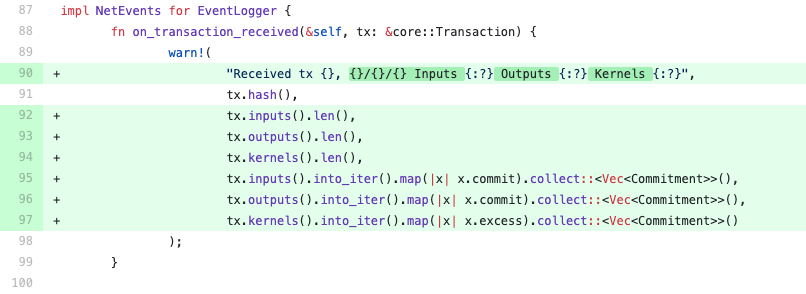 87 impl NetEvents for EventLogger {
88 fn on_transaction_received(&self, tx: &core::Transaction) {
89 warn!(
90 + "Received tx {}, {}/{}/{} Inputs {:?} Outputs {:?} Kernels {:?}",
91 tx.hash(),
92 + tx.inputs().len(),
93 + tx.outputs().len(),
94 + tx.kernels().len(),
95 + tx.inputs().into_iter().map(|x| x.commit).collect::<Vec<Commitment>>(),
96 + tx.outputs().into_iter().map(|x| x.commit).collect::<Vec<Commitment>>(),
97 + tx.kernels().into_iter().map(|x| x.excess).collect::<Vec<Commitment>>()
98 );
99 }
100